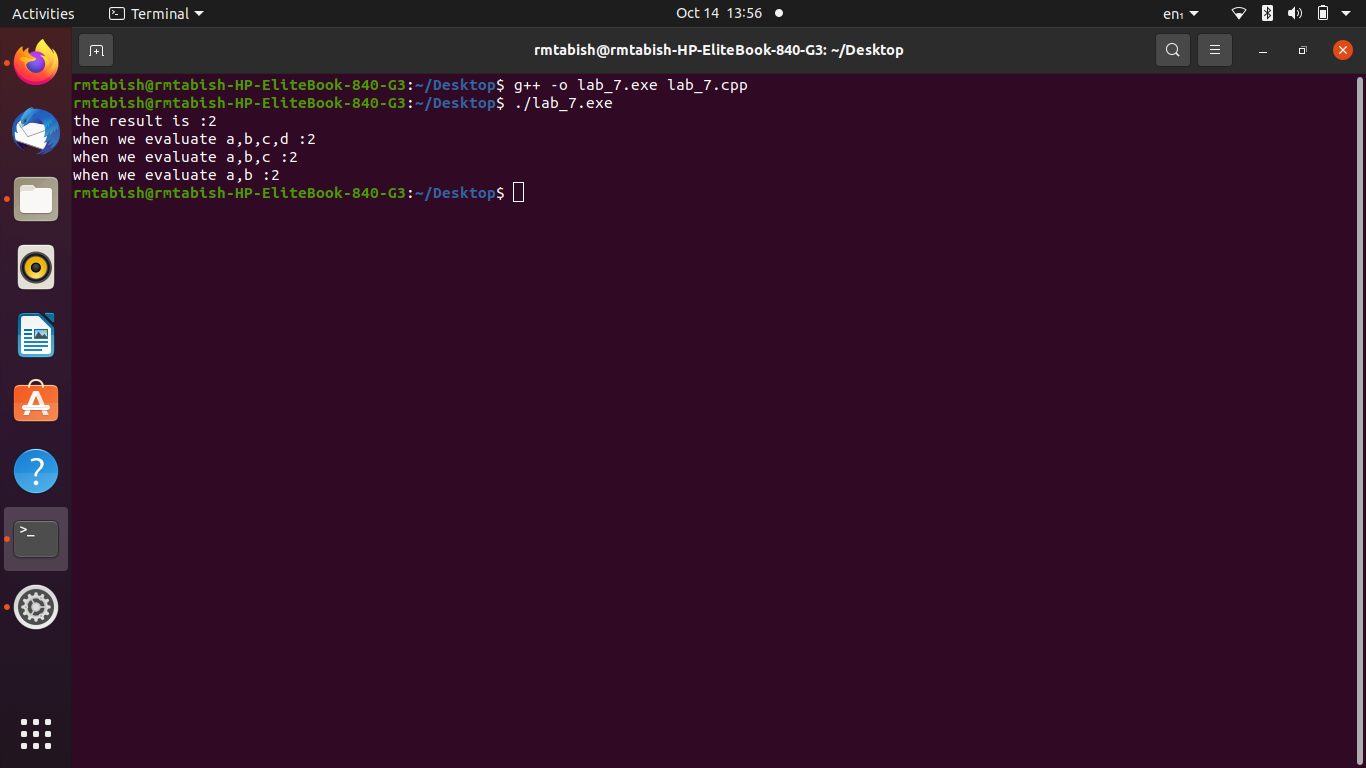 Activities Terminal Oct 14 13:56 en₁
rmtabish@rmtabish-HP-EliteBook-840-G3: ~/Desktop
rmtabish@rmtabish-HP-EliteBook-840-G3:~/Desktop$ g++ -o lab_7.exe lab_7.cpp
rmtabish@rmtabish-HP-EliteBook-840-G3:~/Desktop$ ./lab_7.exe
the result is :2
when we evaluate a,b,c,d :2
when we evaluate a,b,c :2
when we evaluate a,b :2
rmtabish@rmtabish-HP-EliteBook-840-G3:~/Desktop$